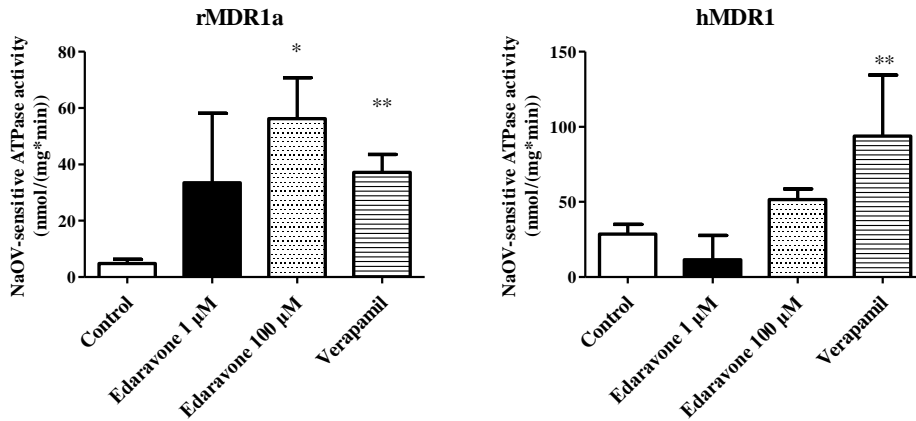 rMDR1a
NaOV-sensitive ATPase activity
(nmol/(mg*min))
80
60
40
20
0
*
**
Control
Edaravone 1 μM
Edaravone 100 μM
Verapamil
hMDR1
NaOV-sensitive ATPase activity
(nmol/(mg*min))
150
100
50
0
**
Control
Edaravone 1 μM
Edaravone 100 μM
Verapamil